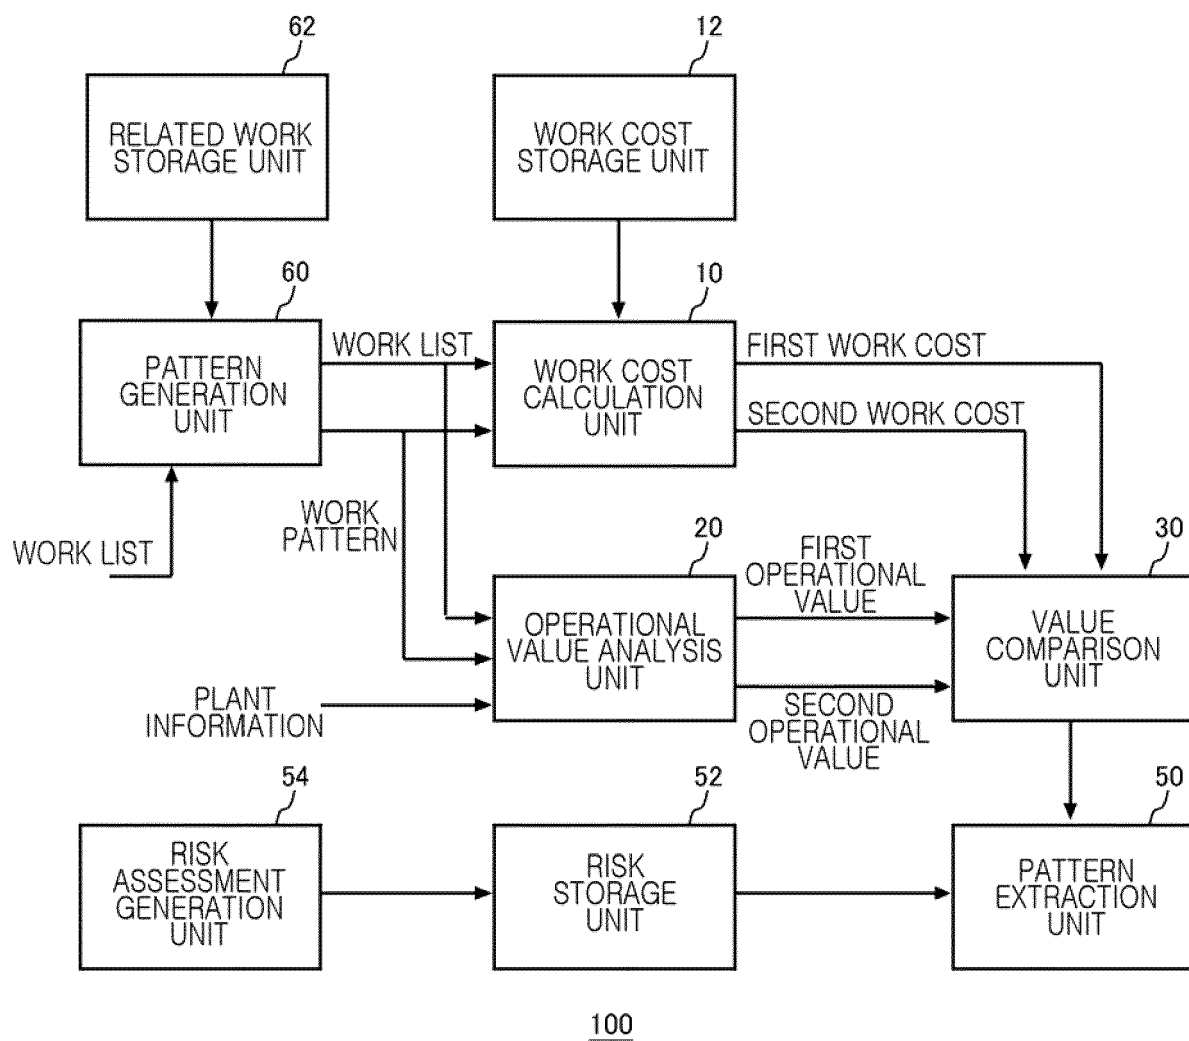 62
12
RELATED WORK
STORAGE UNIT
WORK COST
STORAGE UNIT
60
10
WORK LIST
FIRST WORK COST
PATTERN
GENERATION
UNIT
WORK COST
CALCULATION
UNIT
SECOND WORK COST
WORK
PATTERN
WORK LIST
20
FIRST
OPERATIONAL
VALUE
30
OPERATIONAL
VALUE ANALYSIS
UNIT
VALUE
COMPARISON
UNIT
PLANT
INFORMATION
SECOND
OPERATIONAL
VALUE
54
52
50
RISK
ASSESSMENT
GENERATION
UNIT
RISK
STORAGE
UNIT
PATTERN
EXTRACTION
UNIT
100